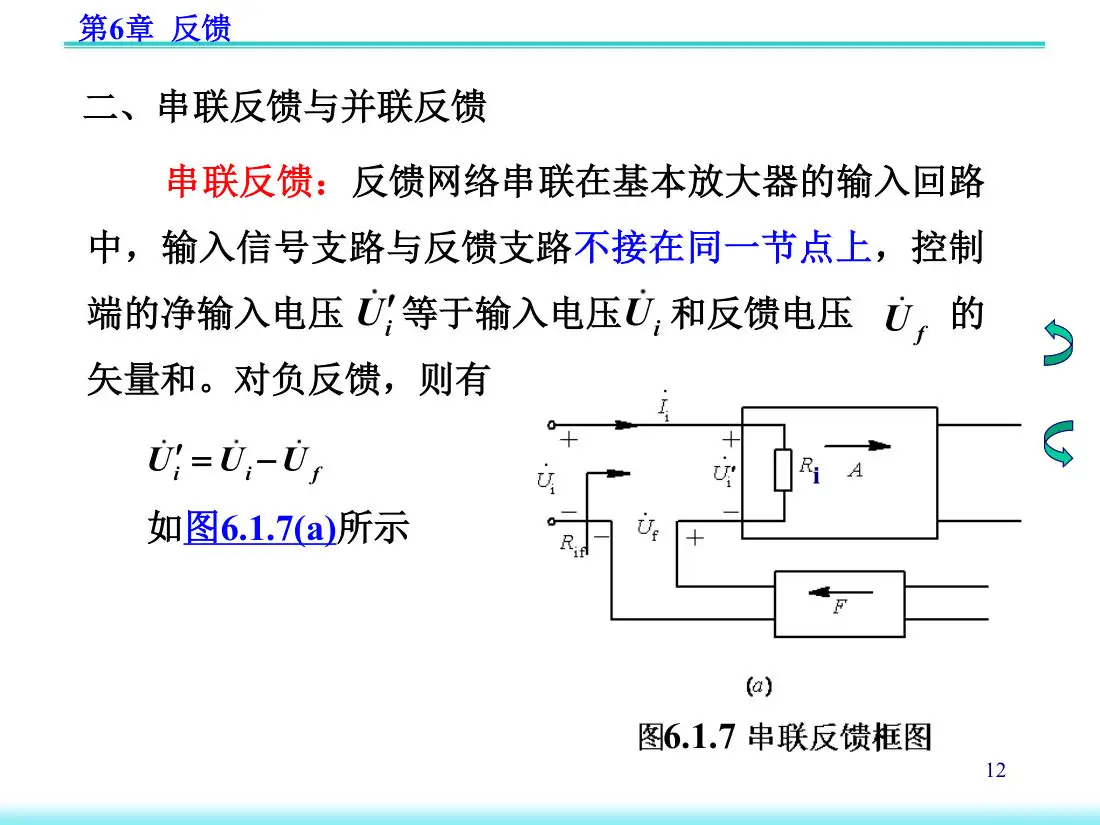 第6章 反馈
二、串联反馈与并联反馈
串联反馈：反馈网络串联在基本放大器的输入回路
中，输入信号支路与反馈支路不接在同一节点上，控制
端的净输入电压 U̇i′ 等于输入电压 U̇i 和反馈电压 U̇f 的
矢量和。对负反馈，则有
U̇i′ = U̇i − U̇f
如图6.1.7(a)所示
İi
+
+
U̇i
U̇i′
Ri
A
−
−
Rif
−
U̇f
+
F
(a)
图6.1.7 串联反馈框图
12